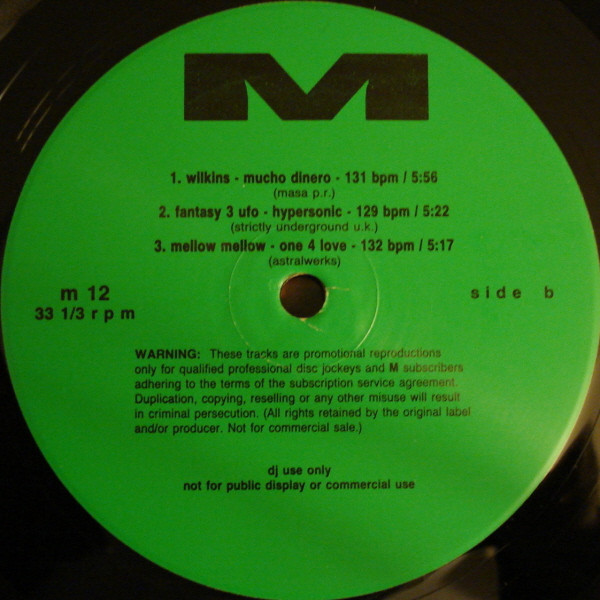 M
1. wilkins - mucho dinero - 131 bpm / 5:56
(masa p.r.)
2. fantasy 3 ufo - hypersonic - 129 bpm / 5:22
(strictly underground u.k.)
3. mellow mellow - one 4 love - 132 bpm / 5:17
(astralwerks)
m 12
side b
33 1/3 rpm
WARNING: These tracks are promotional reproductions
only for qualified professional disc jockeys and M subscribers
adhering to the terms of the subscription service agreement.
Duplication, copying, reselling or any other misuse will result
in criminal persecution. (All rights retained by the original label
and/or producer. Not for commercial sale.)
dj use only
not for public display or commercial use